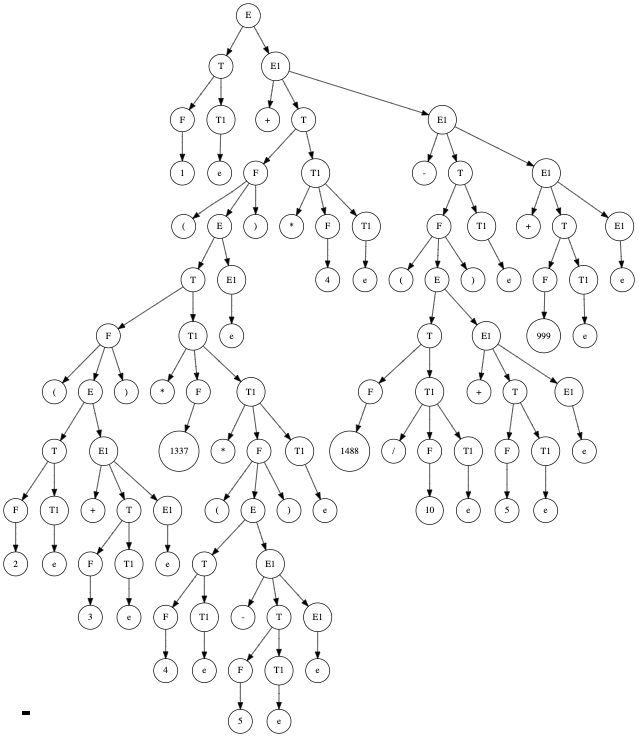 E
T E1
F T1 + T E1
1 e F T1 - T E1
( E ) * F T1 F T1 + T E1
T E1 4 e ( E ) e F T1 e
F T1 e T E1 999 e
( E ) * F T1 F T1 + T E1
T E1 1337 * F T1 1488 / F T1 F T1 e
F T1 + T E1 ( E ) e 10 e 5 e
2 e F T1 e T E1
3 e F T1 - T E1
4 e F T1 e
5 e